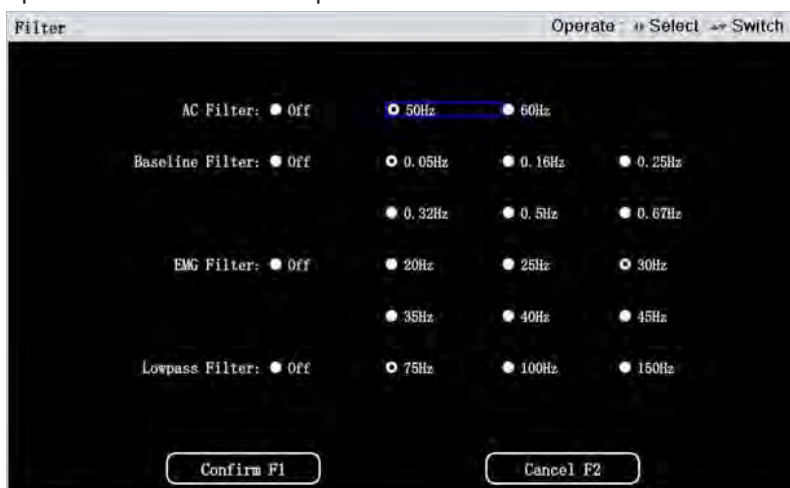 Filter Operate: Select Switch
AC Filter: Off 50Hz 60Hz
Baseline Filter: Off 0.05Hz 0.16Hz 0.25Hz
0.32Hz 0.5Hz 0.67Hz
EMG Filter: Off 20Hz 25Hz 30Hz
35Hz 40Hz 45Hz
Lowpass Filter: Off 75Hz 100Hz 150Hz
Confirm F1 Cancel F2